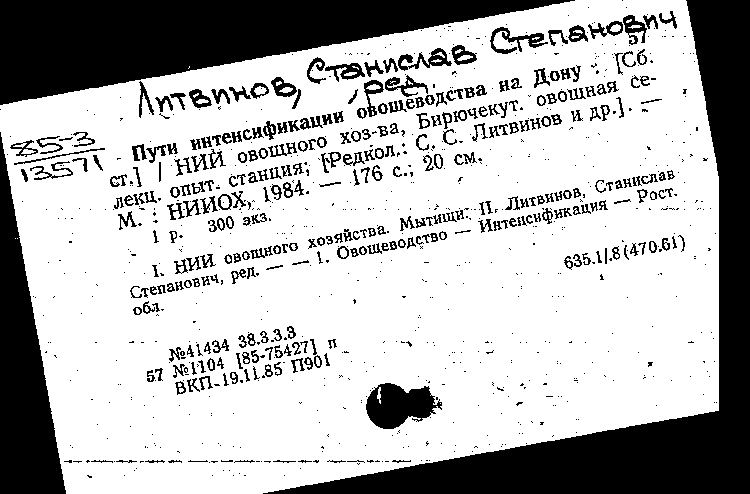 Литвинов, Станислав Степанович
, ред.
57
85-3
13571
Пути интенсификации овощеводства на Дону : [Сб.
ст.] / НИИ овощного хоз-ва, Бирючекут. овощная се-
лекц. опыт. станция; [Редкол.: С. С. Литвинов и др.]. —
М. : НИИОХ, 1984. — 176 с.; 20 см.
1 р. 300 экз.
I. НИИ овощного хозяйства. Мытищи. II. Литвинов, Станислав
Степанович, ред. — — 1. Овощеводство — Интенсификация — Рост.
обл.
635.1/.8(470.61)
№41434 38.3.3.3
57 №1104 [85-75427] п
ВКП-19.11.85 П901